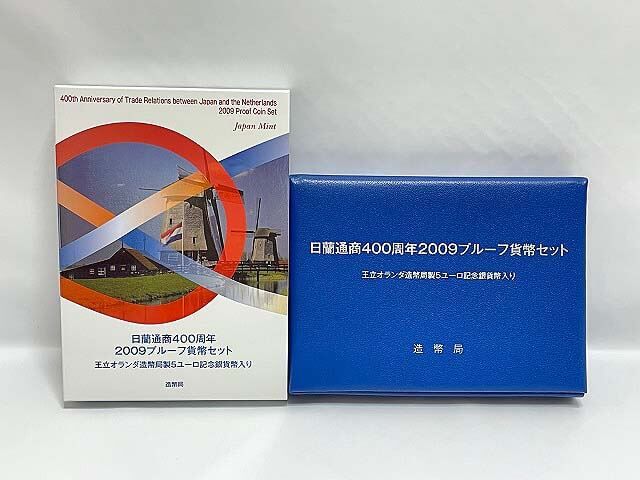 400th Anniversary of Trade Relations between Japan and the Netherlands
2009 Proof Coin Set
Japan Mint
日蘭通商400周年
2009プルーフ貨幣セット
王立オランダ造幣局製5ユーロ記念銀貨幣入り
造幣局
日蘭通商400周年2009プルーフ貨幣セット
王立オランダ造幣局製5ユーロ記念銀貨幣入り
造幣局